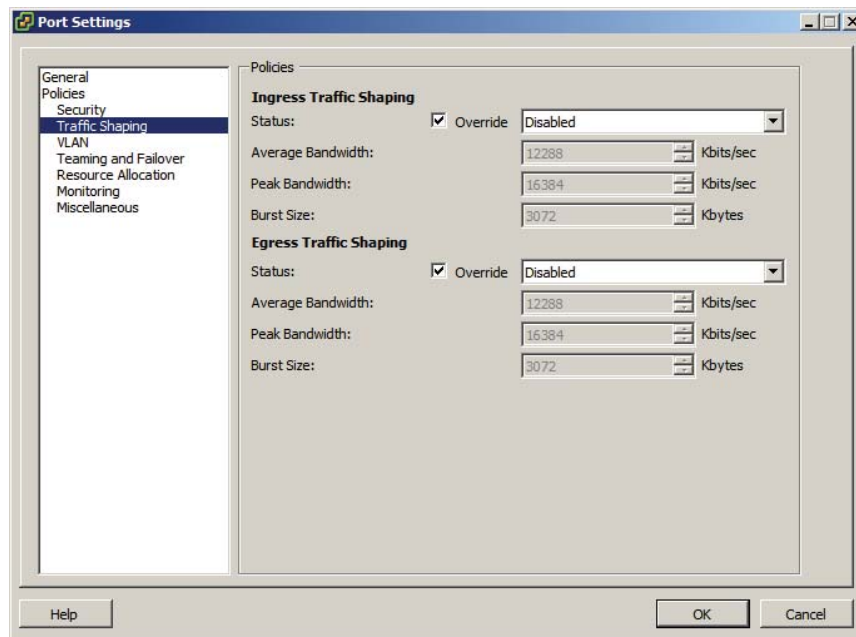 Port Settings
General
Policies
Security
Traffic Shaping
VLAN
Teaming and Failover
Resource Allocation
Monitoring
Miscellaneous
Policies
Ingress Traffic Shaping
Status: Override Disabled
Average Bandwidth: 12288 Kbits/sec
Peak Bandwidth: 16384 Kbits/sec
Burst Size: 3072 Kbytes
Egress Traffic Shaping
Status: Override Disabled
Average Bandwidth: 12288 Kbits/sec
Peak Bandwidth: 16384 Kbits/sec
Burst Size: 3072 Kbytes
Help OK Cancel